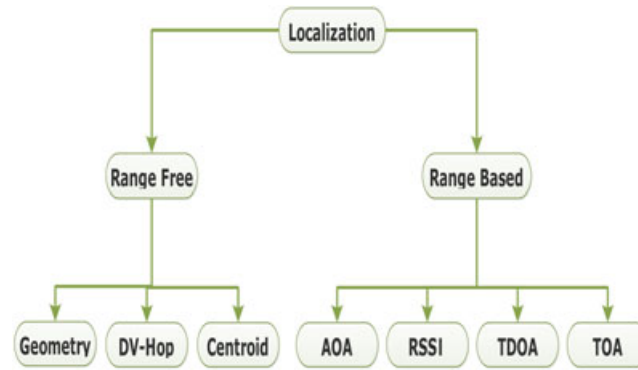 Localization
Range Free
Range Based
Geometry
DV-Hop
Centroid
AOA
RSSI
TDOA
TOA